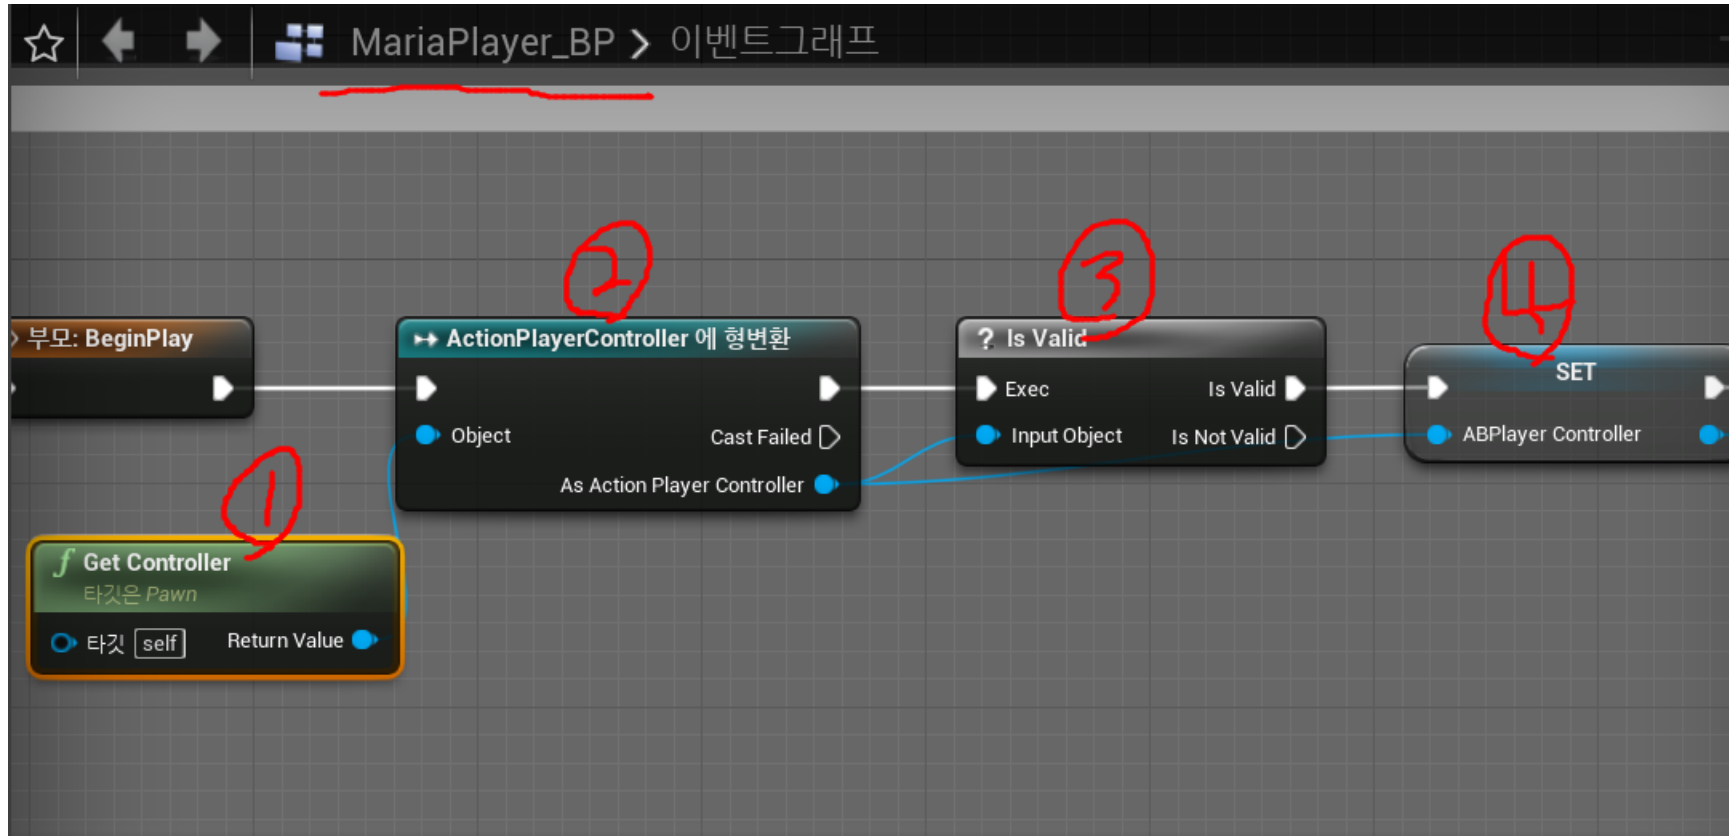 MariaPlayer_BP > 이벤트그래프
2
3
4
부모: BeginPlay
ActionPlayerController 에 형변환
? Is Valid
SET
Exec
Is Valid
Object
Cast Failed
Input Object
Is Not Valid
ABPlayer Controller
As Action Player Controller
1
f Get Controller
타깃은 Pawn
타깃 self
Return Value